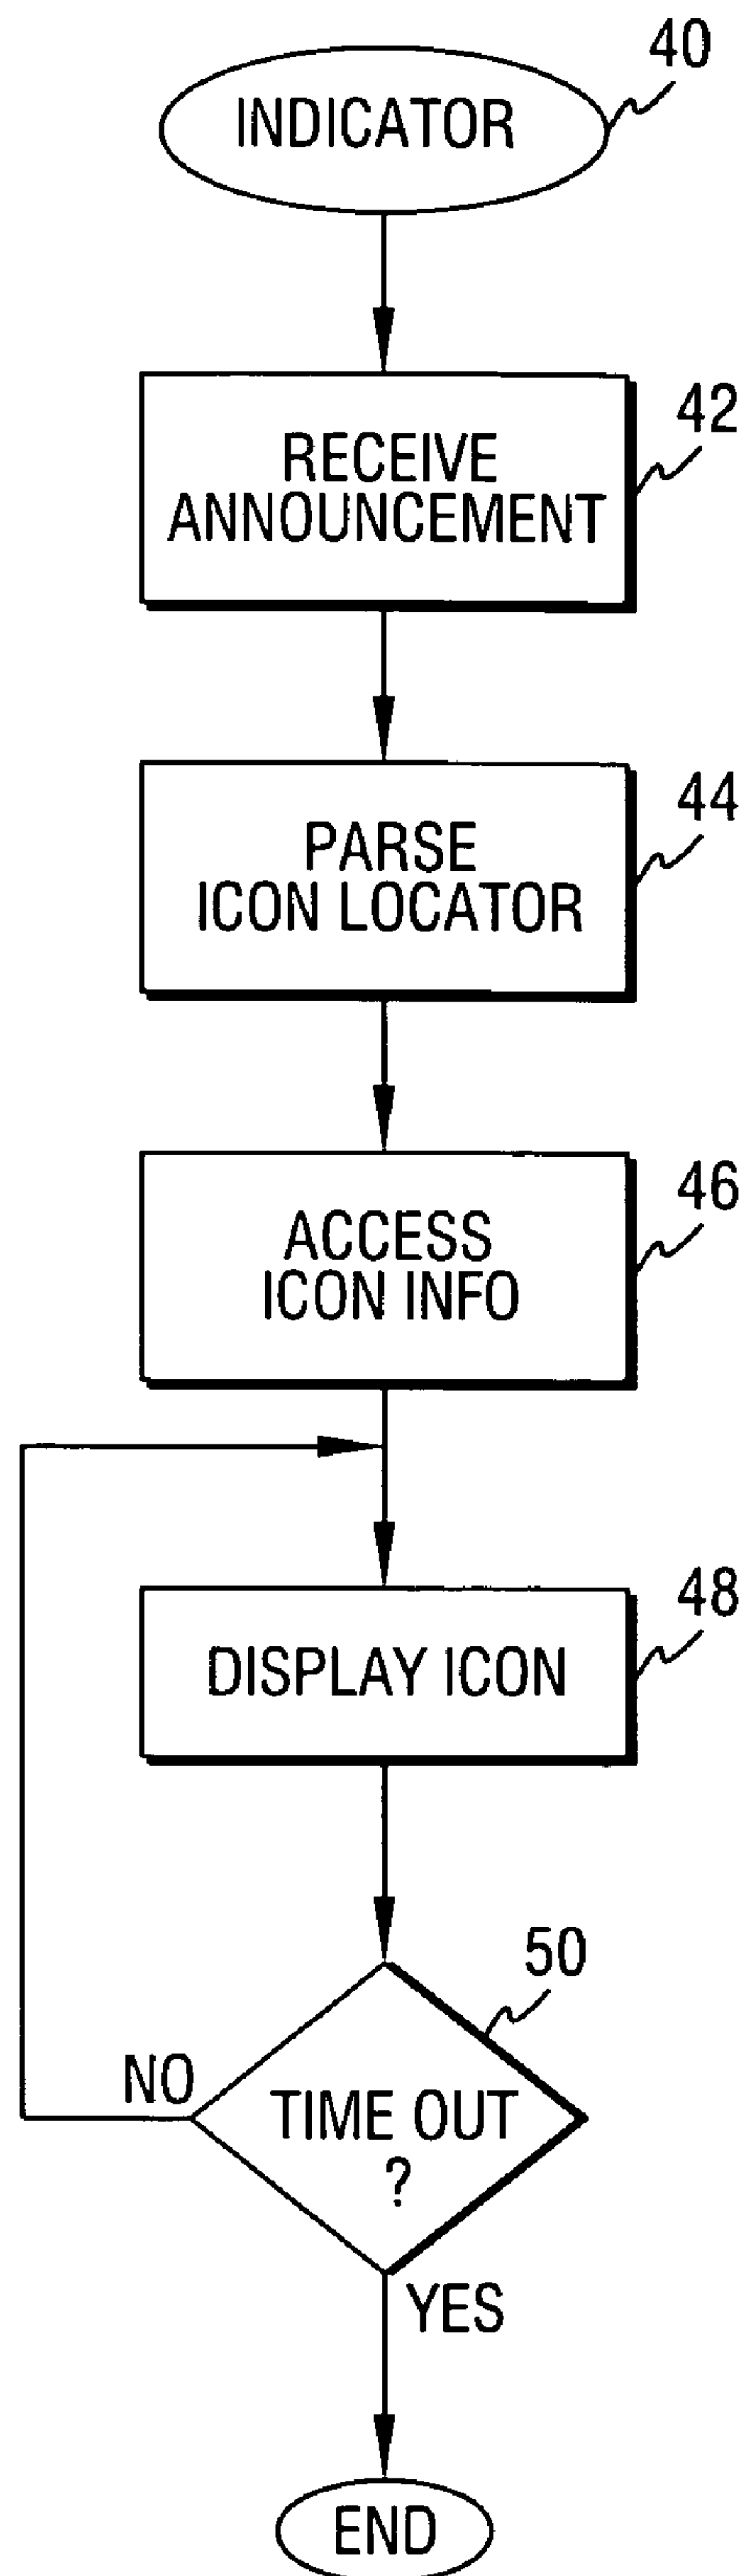 40
INDICATOR
42
RECEIVE
ANNOUNCEMENT
44
PARSE
ICON LOCATOR
46
ACCESS
ICON INFO
48
DISPLAY ICON
50
NO
TIME OUT
?
YES
END